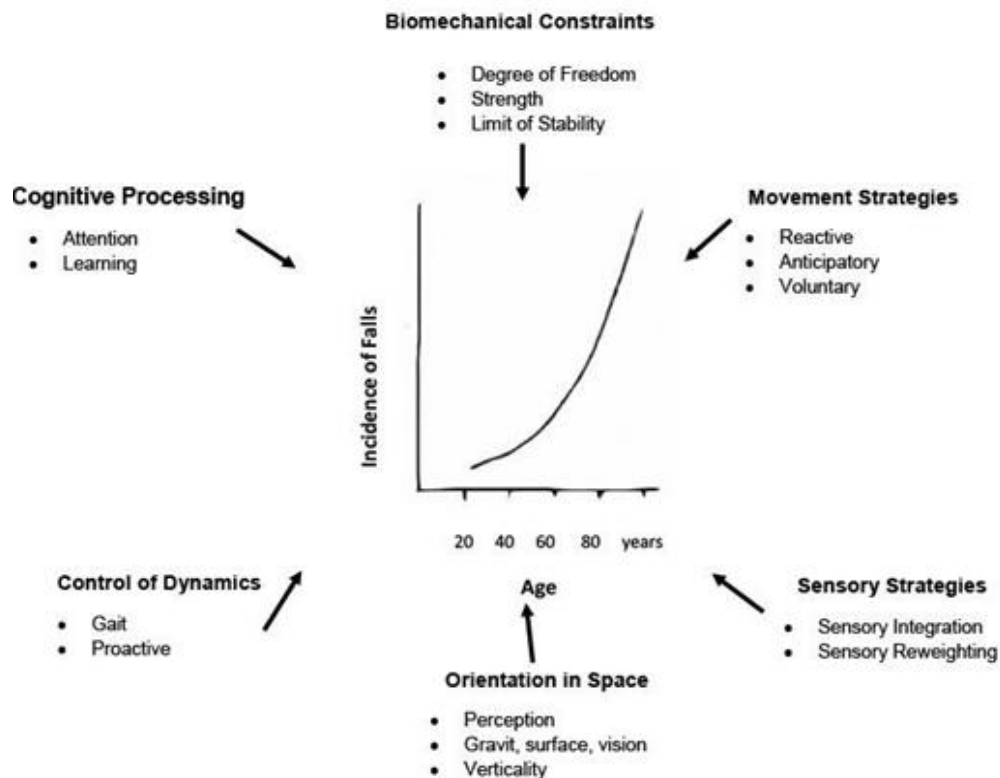 Biomechanical Constraints
• Degree of Freedom
• Strength
• Limit of Stability
Cognitive Processing
• Attention
• Learning
Movement Strategies
• Reactive
• Anticipatory
• Voluntary
Incidence of Falls
20 40 60 80 years
Age
Control of Dynamics
• Gait
• Proactive
Sensory Strategies
• Sensory Integration
• Sensory Reweighting
Orientation in Space
• Perception
• Gravit, surface, vision
• Verticality